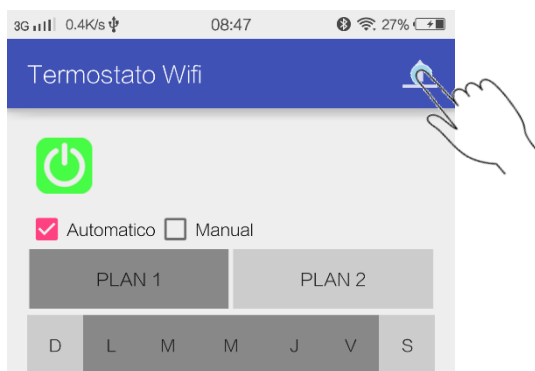 3G 0.4K/s 08:47 27%
Termostato Wifi
Automatico Manual
PLAN 1 PLAN 2
D L M M J V S